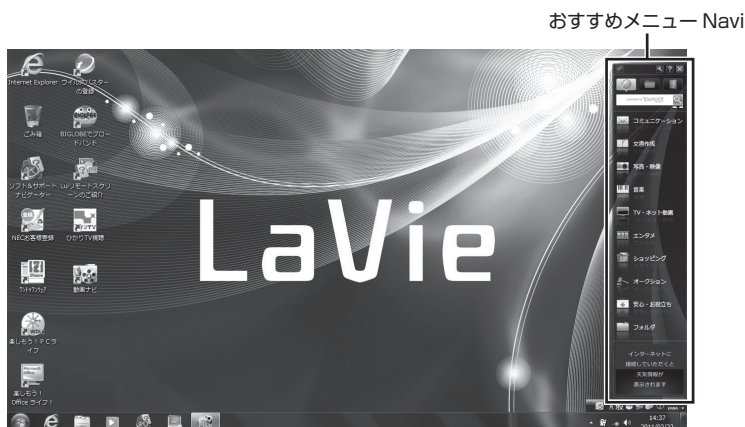 おすすめメニュー Navi
Internet Explorer
ウイルスバスター
の登録
ごみ箱
BIGLOBEでブロー
ドバンド
ソフト&サポート
ナビゲーター
Luiリモートスクリ
ーンのご紹介
NECお客様登録
ひかりTV視聴
動画ナビ
楽しもう！PCラ
イフ
楽しもう！
Office ライフ！
LaVie
コミュニケーション
文書作成
写真・映像
音楽
TV・ネット動画
エンタメ
ショッピング
オークション
安心・お役立ち
フォルダ
インターネットに
接続していただくと
天気情報が
表示されます
14:37